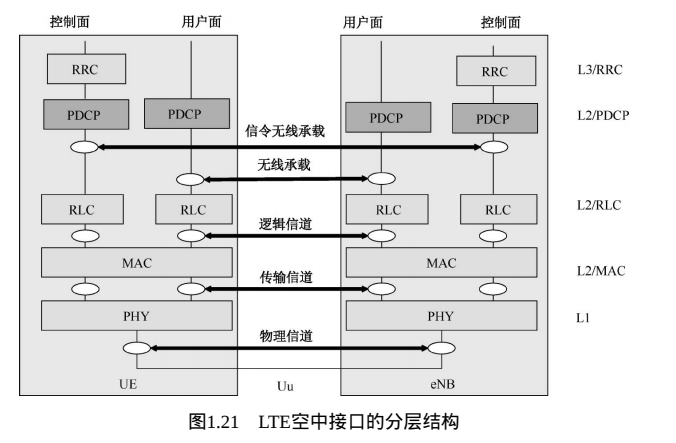 控制面 用户面 用户面 控制面
RRC RRC L3/RRC
PDCP PDCP PDCP PDCP L2/PDCP
信令无线承载
无线承载
RLC RLC RLC RLC L2/RLC
逻辑信道
MAC MAC L2/MAC
传输信道
PHY PHY L1
物理信道
UE Uu eNB
图1.21 LTE空中接口的分层结构